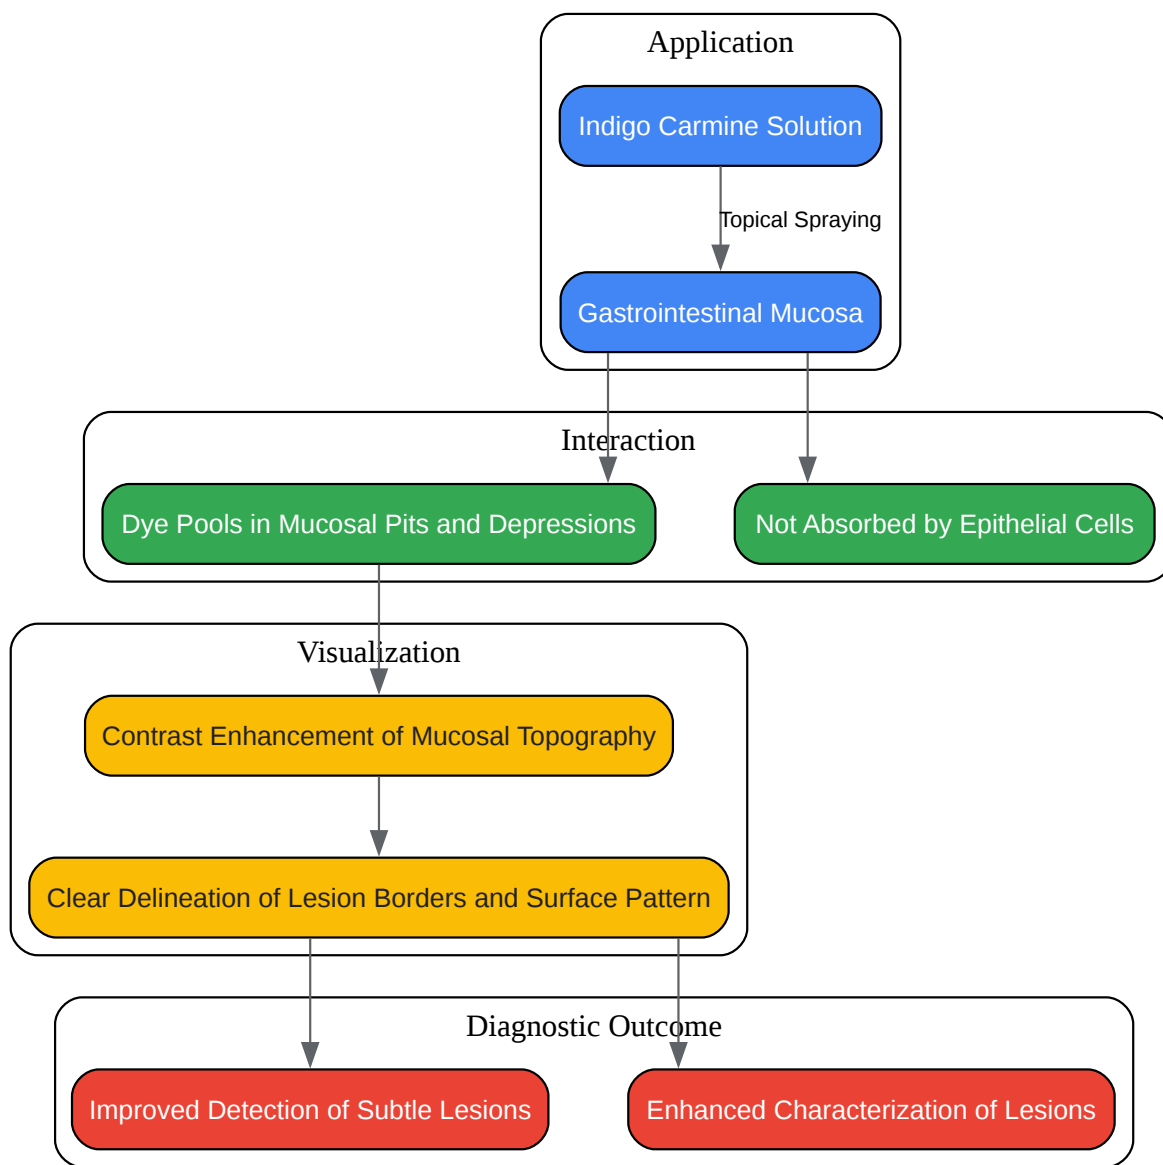 Application
Indigo Carmine Solution
Topical Spraying
Gastrointestinal Mucosa
Interaction
Dye Pools in Mucosal Pits and Depressions
Not Absorbed by Epithelial Cells
Visualization
Contrast Enhancement of Mucosal Topography
Clear Delineation of Lesion Borders and Surface Pattern
Diagnostic Outcome
Improved Detection of Subtle Lesions
Enhanced Characterization of Lesions